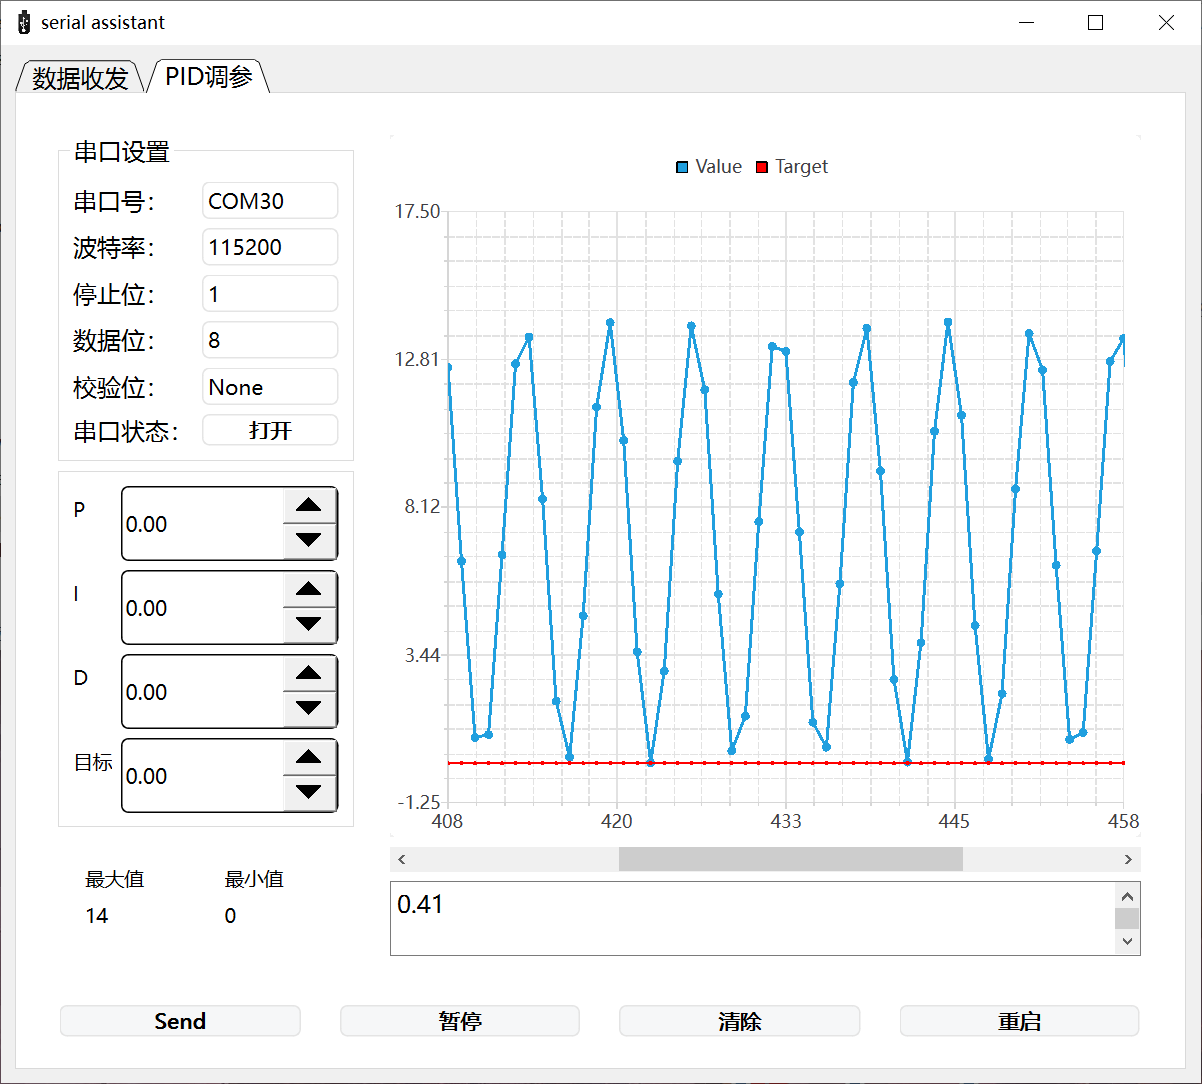 serial assistant
数据收发
PID调参
串口设置
串口号：
COM30
波特率：
115200
停止位：
1
数据位：
8
校验位：
None
串口状态：
打开
P
0.00
I
0.00
D
0.00
目标
0.00
最大值
最小值
14
0
Value
Target
17.50
12.81
8.12
3.44
-1.25
408
420
433
445
458
0.41
Send
暂停
清除
重启